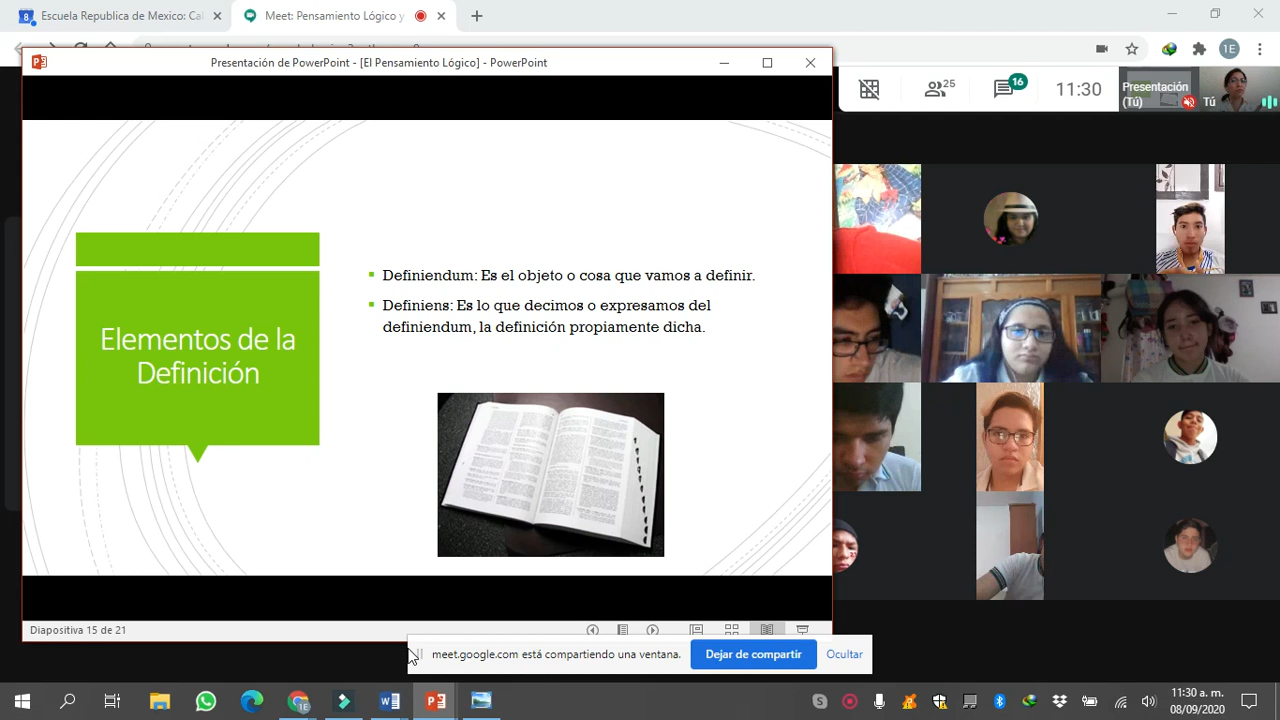 Escuela Republica de Mexico: Cal
Meet: Pensamiento Lógico y
1E
Presentación de PowerPoint - [El Pensamiento Lógico] - PowerPoint
25
16
11:30
Presentación
(Tú)
Tú
Elementos de la
Definición
Definiendum: Es el objeto o cosa que vamos a definir.
Definiens: Es lo que decimos o expresamos del
definiendum, la definición propiamente dicha.
Diapositiva 15 de 21
meet.google.com está compartiendo una ventana.
Dejar de compartir
Ocultar
11:30 a. m.
08/09/2020